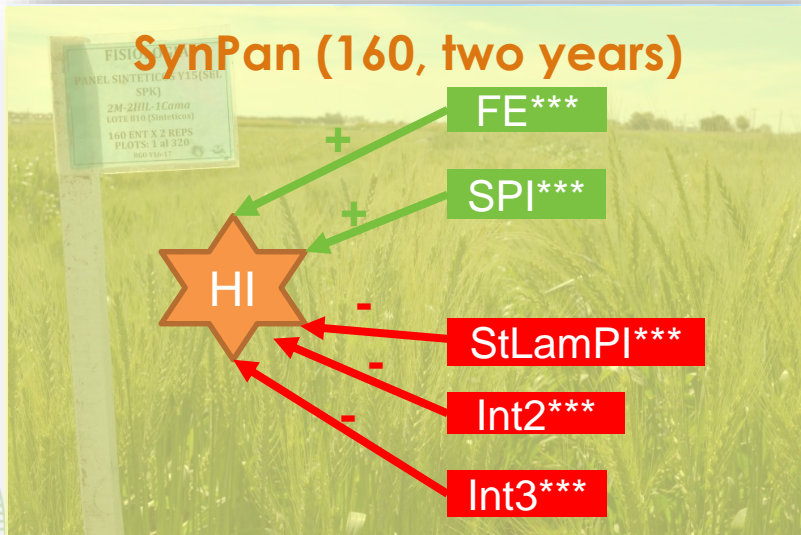 SynPan (160, two years)
FISIOLOGIA
PANEL SINTETICOS Y15(SEL
SPK)
2M-2HIL-1Cama
LOTE 810 (Sinteticos)
160 ENT X 2 REPS
PLOTS: 1 al 320
FE***
+
SPI***
+
HI
-
StLamPI***
-
Int2***
-
Int3***